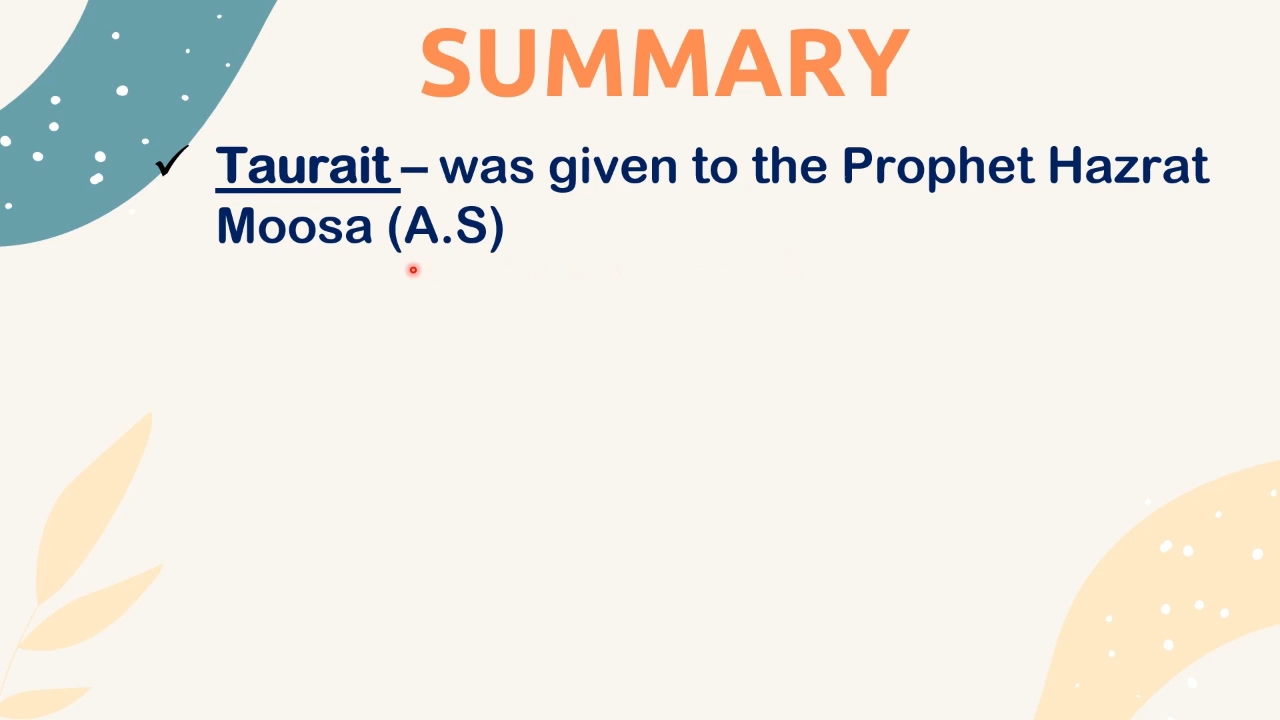 SUMMARY
✓ Taurait – was given to the Prophet Hazrat
Moosa (A.S)